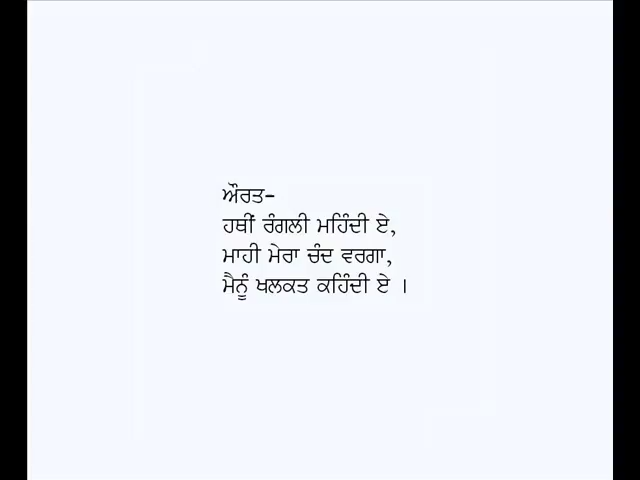 ਔਰਤ–
ਹਥੀਂ ਰੰਗਲੀ ਮਹਿੰਦੀ ਏ,
ਮਾਹੀ ਮੇਰਾ ਚੰਦ ਵਰਗਾ,
ਮੈਨੂੰ ਖਲਕਤ ਕਹਿੰਦੀ ਏ ।